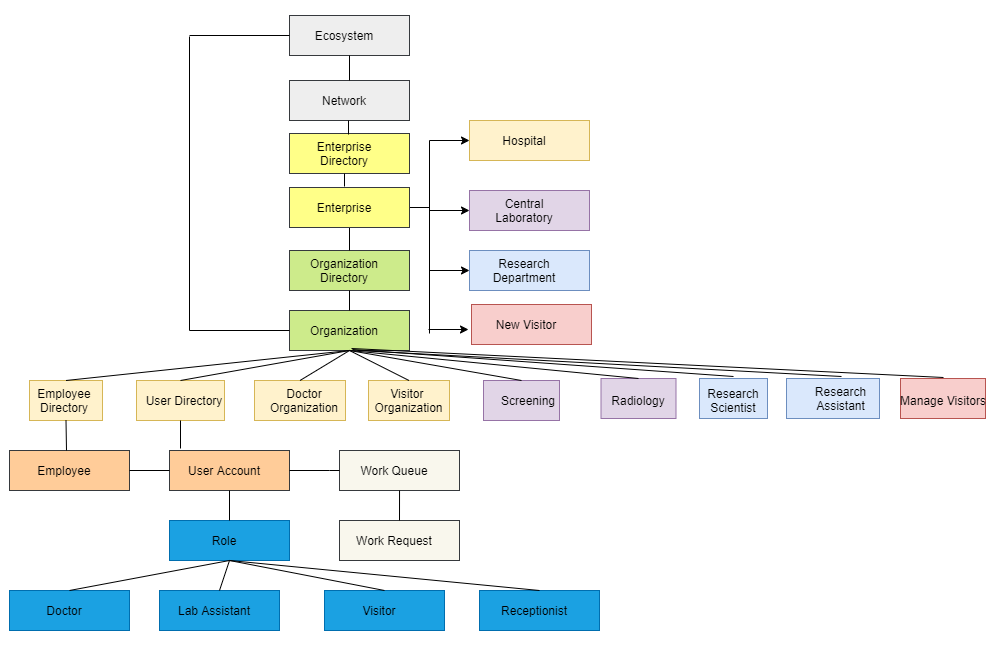 Ecosystem
Network
Enterprise
Directory
Hospital
Enterprise
Central
Laboratory
Organization
Directory
Research
Department
Organization
New Visitor
Employee
Directory
User Directory
Doctor
Organization
Visitor
Organization
Screening
Radiology
Research
Scientist
Research
Assistant
Manage Visitors
Employee
User Account
Work Queue
Role
Work Request
Doctor
Lab Assistant
Visitor
Receptionist